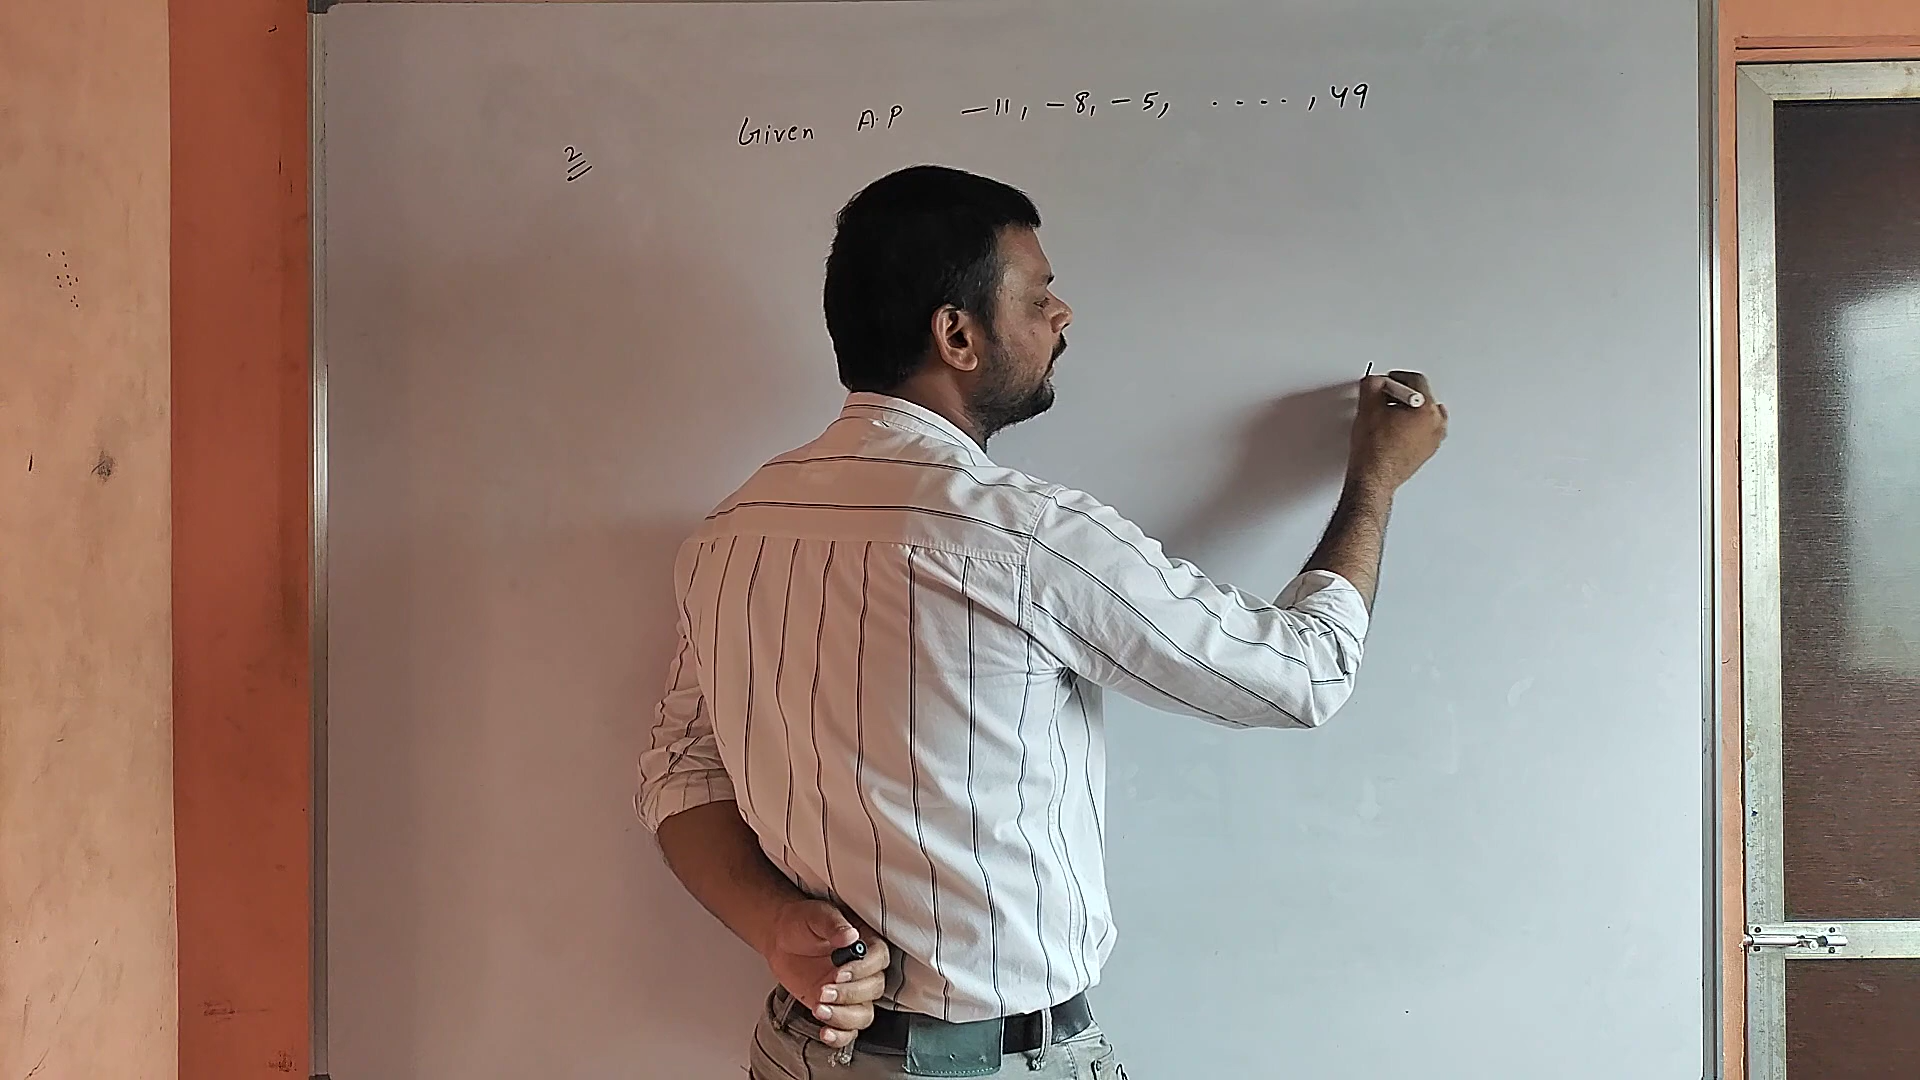 Given A.P -11, -8, -5, ...., 49
2